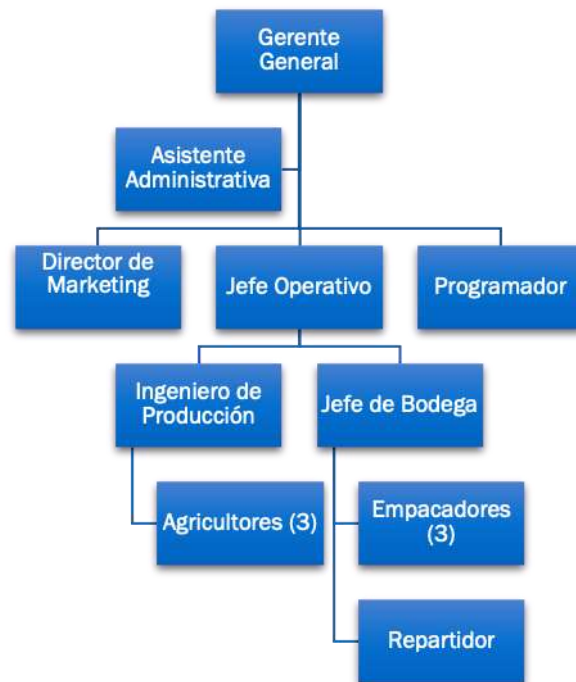 Gerente
General
Asistente
Administrativa
Director de
Marketing
Jefe Operativo
Programador
Ingeniero de
Producción
Jefe de Bodega
Agricultores (3)
Empacadores
(3)
Repartidor